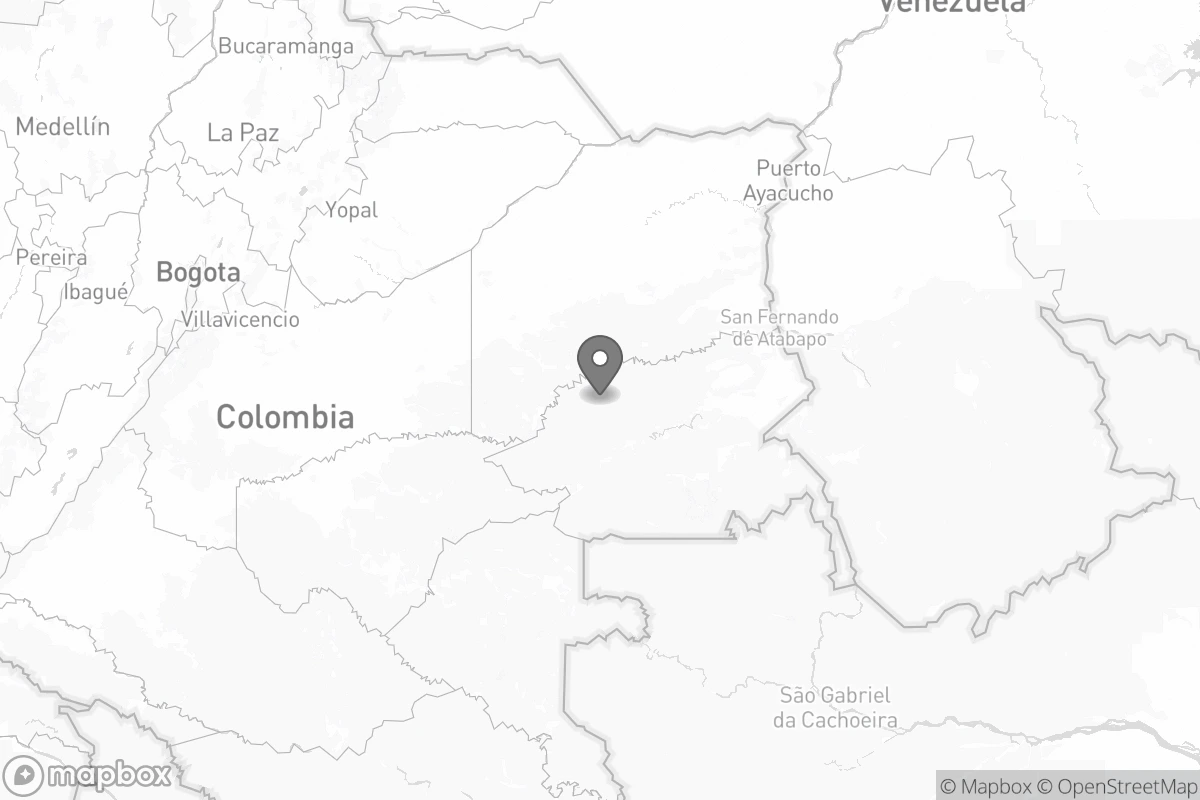 Venezuela
Bucaramanga
Medellín
La Paz
Puerto
Ayacucho
Yopal
Pereira
Bogota
Ibagué
Villavicencio
San Fernando
de Atabapo
Colombia
São Gabriel
da Cachoeira
mapbox
© Mapbox © OpenStreetMap